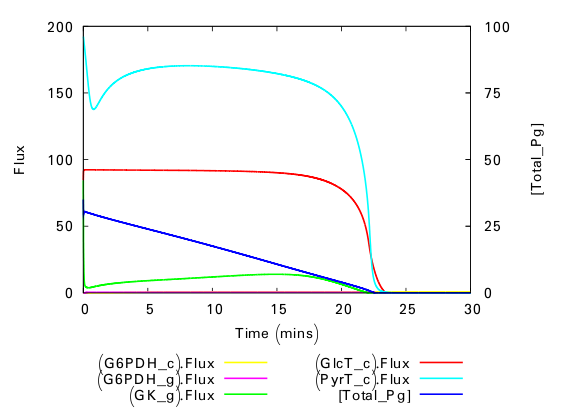 200
150
100
50
0
100
75
50
25
0
Flux
[Total_Pg]
0 5 10 15 20 25 30
Time (mins)
(G6PDH_c).Flux
(G6PDH_g).Flux
(GK_g).Flux
(GlcT_c).Flux
(PyrT_c).Flux
[Total_Pg]